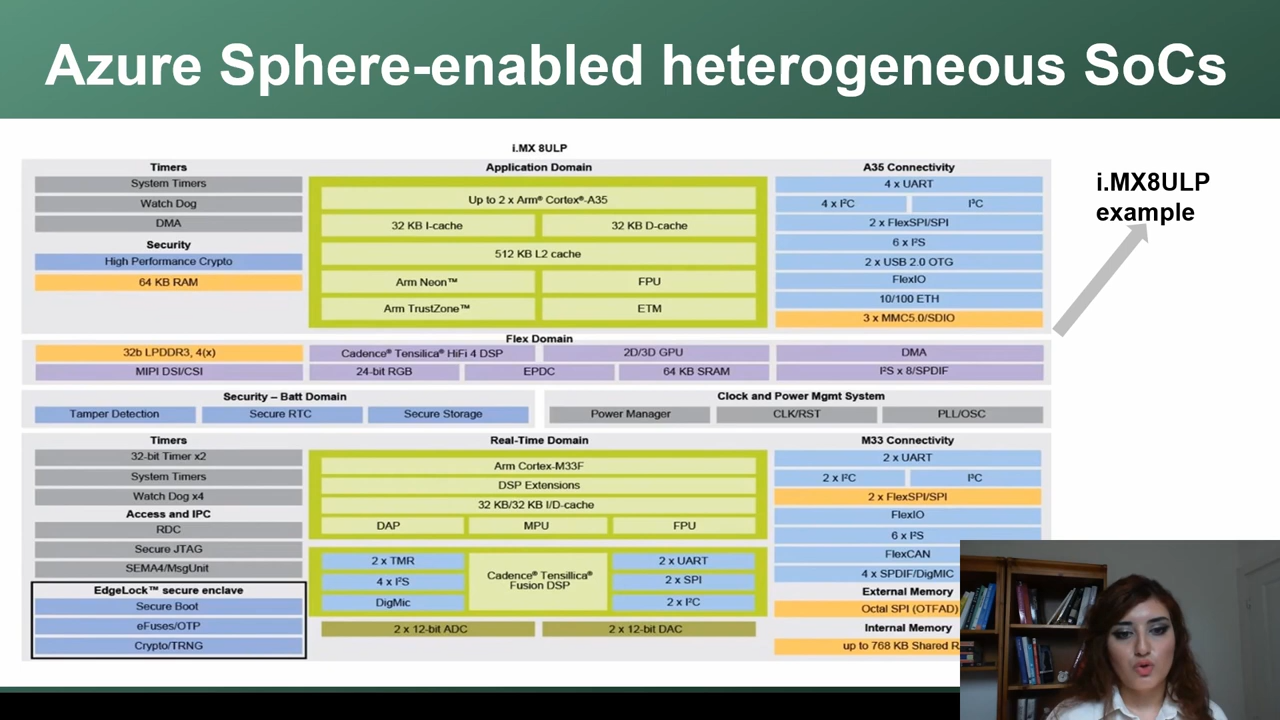 Azure Sphere-enabled heterogeneous SoCs
i.MX 8ULP
Timers
System Timers
Watch Dog
DMA
Security
High Performance Crypto
64 KB RAM
Application Domain
Up to 2 x Arm® Cortex®-A35
32 KB I-cache
32 KB D-cache
512 KB L2 cache
Arm Neon™
FPU
Arm TrustZone™
ETM
A35 Connectivity
4 x UART
4 x I²C
I³C
2 x FlexSPI/SPI
6 x I²S
2 x USB 2.0 OTG
FlexIO
10/100 ETH
3 x MMC5.0/SDIO
i.MX8ULP
example
Flex Domain
32b LPDDR3, 4(x)
Cadence® Tensilica® HiFi 4 DSP
2D/3D GPU
DMA
MIPI DSI/CSI
24-bit RGB
EPDC
64 KB SRAM
I²S x 8/SPDIF
Security – Batt Domain
Tamper Detection
Secure RTC
Secure Storage
Clock and Power Mgmt System
Power Manager
CLK/RST
PLL/OSC
Timers
32-bit Timer x2
System Timers
Watch Dog x4
Access and IPC
RDC
Secure JTAG
SEMA4/MsgUnit
EdgeLock™ secure enclave
Secure Boot
eFuses/OTP
Crypto/TRNG
Real-Time Domain
Arm Cortex-M33F
DSP Extensions
32 KB/32 KB I/D-cache
DAP
MPU
FPU
2 x TMR
4 x I²S
DigMic
Cadence® Tensillica®
Fusion DSP
2 x UART
2 x SPI
2 x I²C
2 x 12-bit ADC
2 x 12-bit DAC
M33 Connectivity
2 x UART
2 x I²C
I³C
2 x FlexSPI/SPI
FlexIO
6 x I²S
FlexCAN
4 x SPDIF/DigMIC
External Memory
Octal SPI (OTFAD)
Internal Memory
up to 768 KB Shared